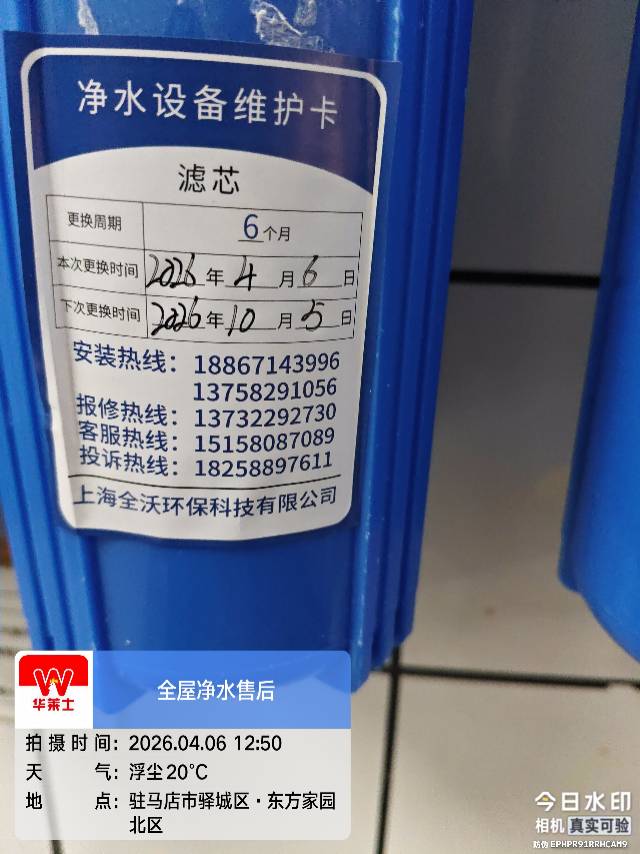 净水设备维护卡
滤芯
更换周期 6个月
本次更换时间 2026年4月6日
下次更换时间 2026年10月5日
安装热线：18867143996
13758291056
报修热线：13732292730
客服热线：15158087089
投诉热线：18258897611
上海全沃环保科技有限公司
华莱士
全屋净水售后
拍摄时间：2026.04.06 12:50
天气：浮尘20℃
地点：驻马店市驿城区·东方家园
北区
今日水印
相机 真实可验
防伪 EPHPR91RRHCAM9